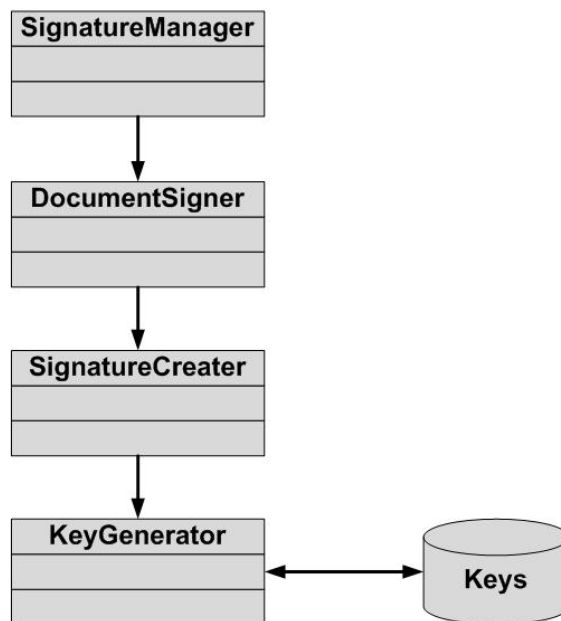 SignatureManager
DocumentSigner
SignatureCreater
KeyGenerator
Keys